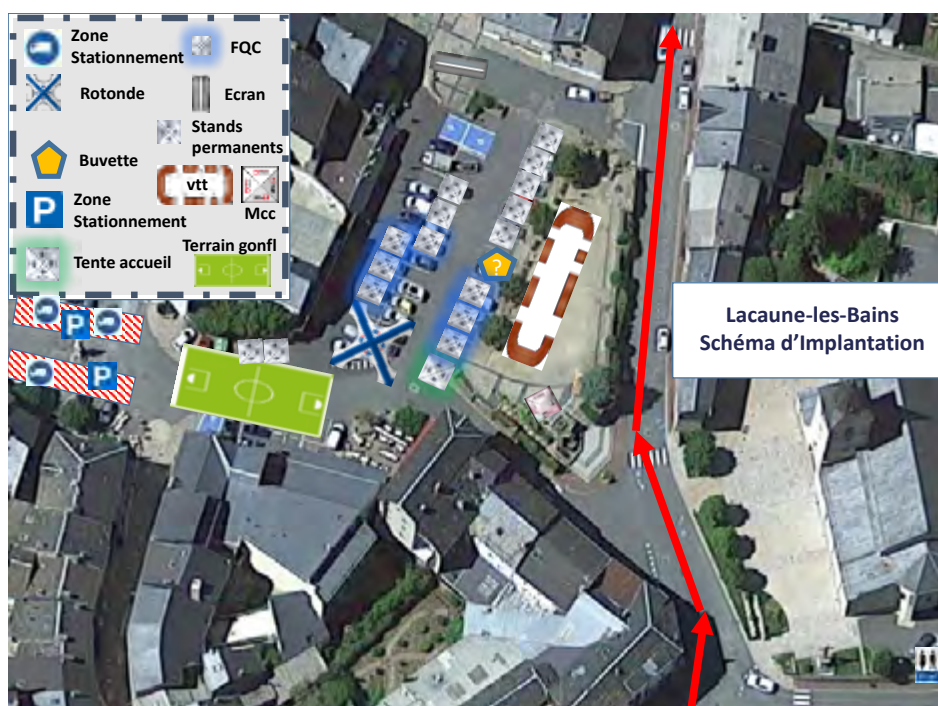 Zone
Stationnement
FQC
Rotonde
Ecran
Stands
permanents
Buvette
vtt
Mcc
P
Zone
Stationnement
Tente accueil
Terrain gonfl
?
P
P
Lacaune-les-Bains
Schéma d’Implantation